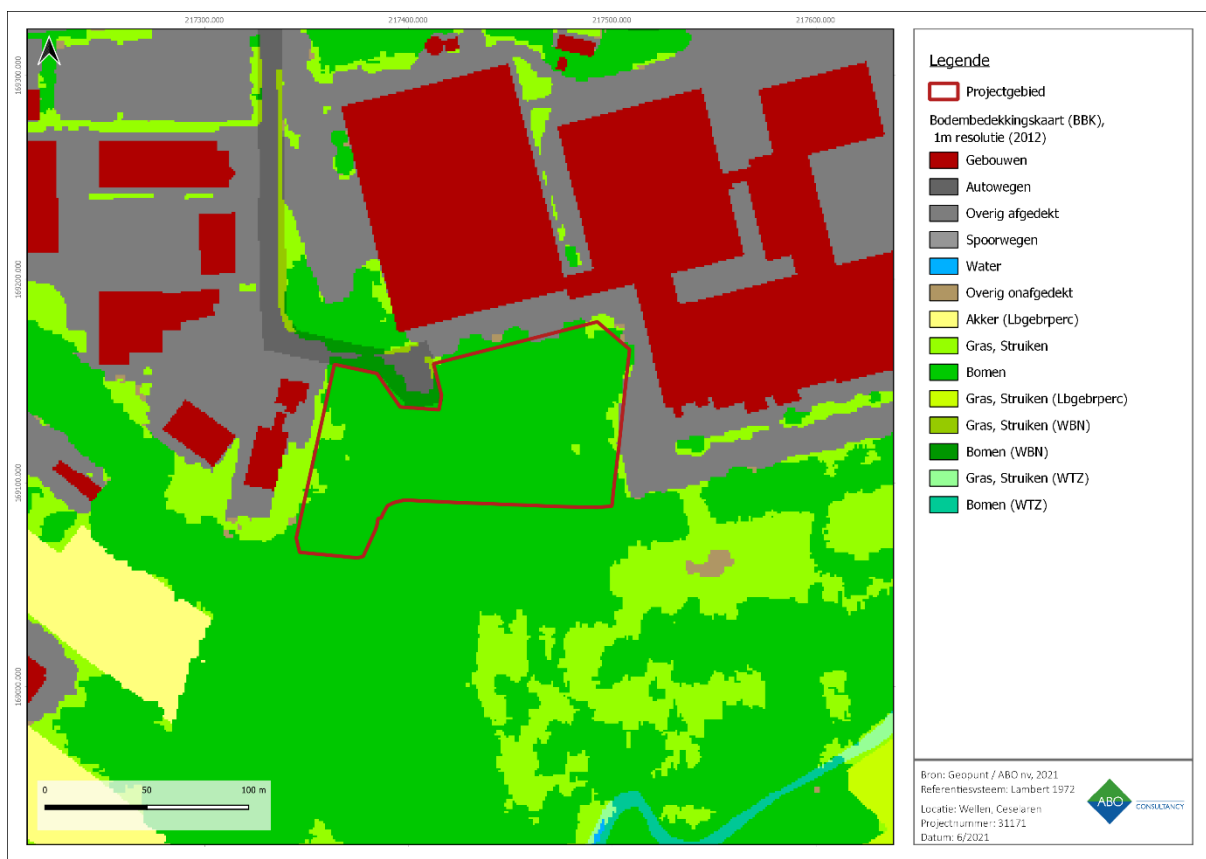 217300.000
217400.000
217500.000
217600.000
169300.000
169200.000
169100.000
169000.000
0
50
100 m
Legende
Projectgebied
Bodembedekkingskaart (BBK),
1m resolutie (2012)
Gebouwen
Autowegen
Overig afgedekt
Spoorwegen
Water
Overig onafgedekt
Akker (Lbgebrperc)
Gras, Struiken
Bomen
Gras, Struiken (Lbgebrperc)
Gras, Struiken (WBN)
Bomen (WBN)
Gras, Struiken (WTZ)
Bomen (WTZ)
Bron: Geopunt / ABO nv, 2021
Referentiesysteem: Lambert 1972
Locatie: Wellen, Ceselaren
Projectnummer: 31171
Datum: 6/2021
ABO
CONSULTANCY